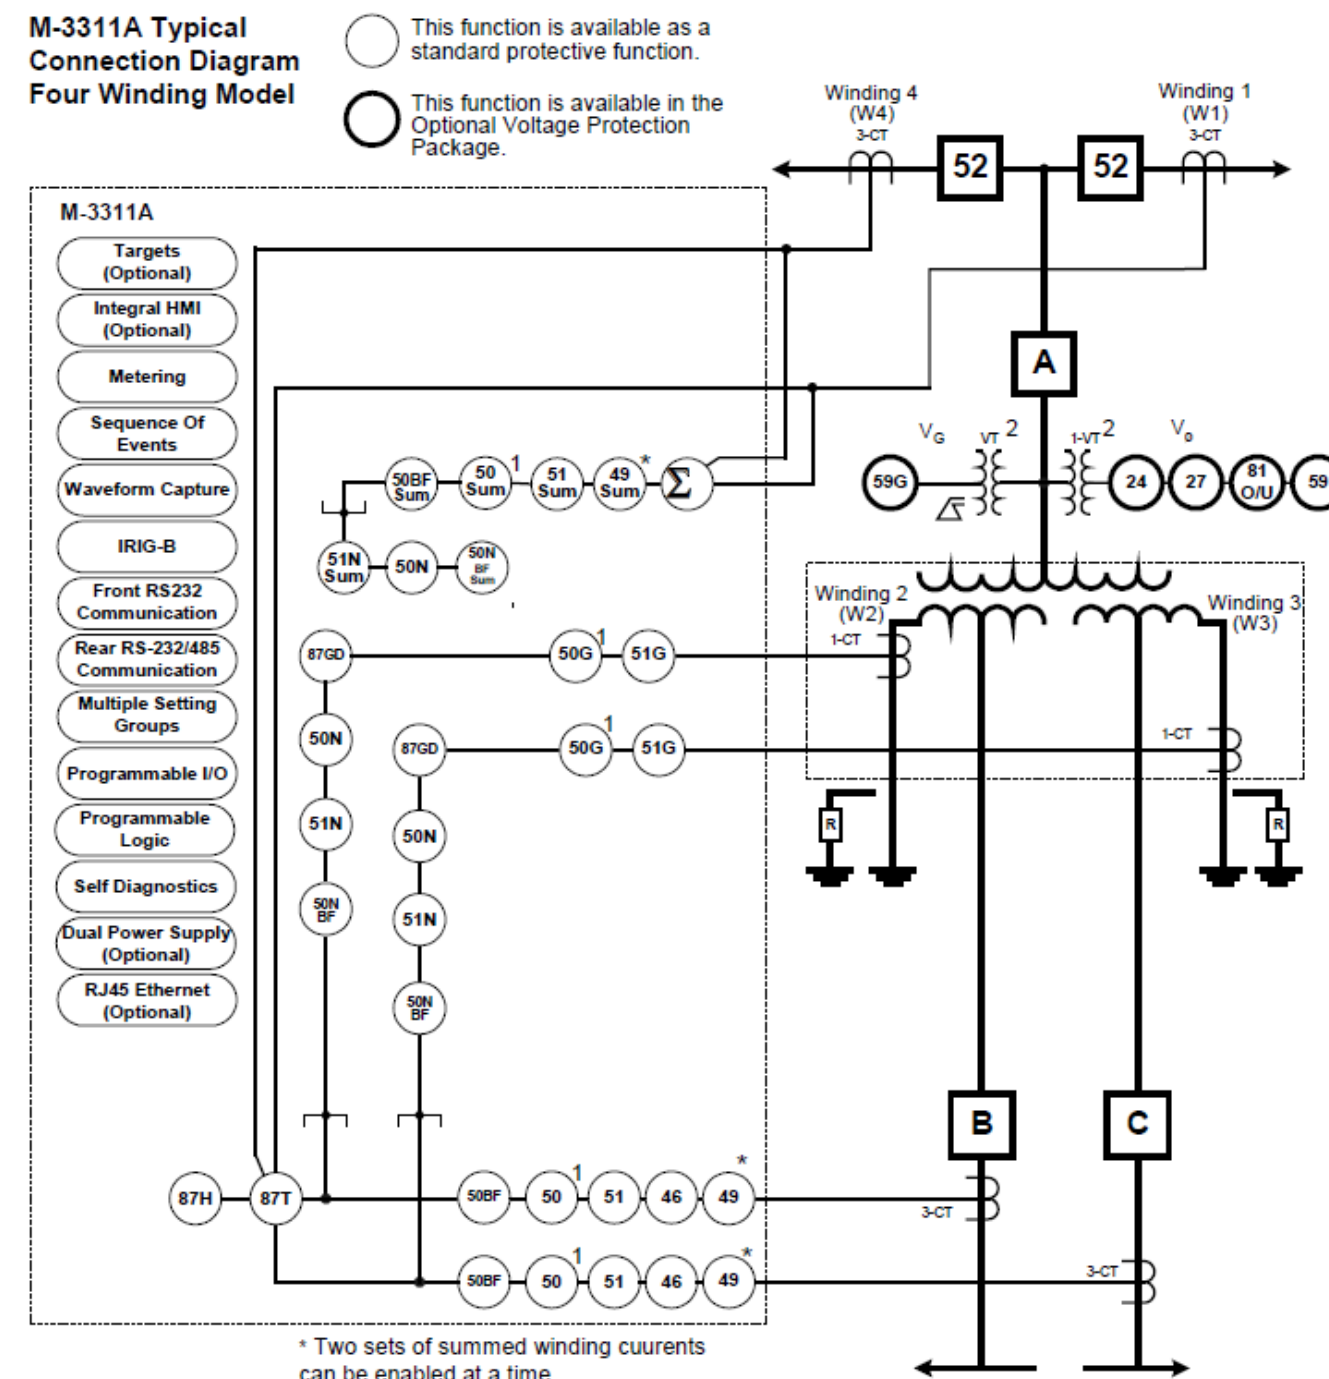 M-3311A Typical
Connection Diagram
Four Winding Model
This function is available as a
standard protective function.
This function is available in the
Optional Voltage Protection
Package.
Winding 4
(W4)
3-CT
Winding 1
(W1)
3-CT
52
52
M-3311A
Targets
(Optional)
Integral HMI
(Optional)
Metering
Sequence Of
Events
Waveform Capture
IRIG-B
Front RS232
Communication
Rear RS-232/485
Communication
Multiple Setting
Groups
Programmable I/O
Programmable
Logic
Self Diagnostics
Dual Power Supply
(Optional)
RJ45 Ethernet
(Optional)
A
VG
VT 2
1-VT 2
Vø
59G
24
27
81
O/U
59
50BF
Sum
50
Sum
1
51
Sum
49
Sum
*
Σ
51N
Sum
50N
50N
BF
Sum
Winding 2
(W2)
1-CT
Winding 3
(W3)
1-CT
87GD
50G
1
51G
50N
51N
50N
BF
87GD
50G
1
51G
50N
51N
50N
BF
R
R
B
C
87H
87T
50BF
50
1
51
46
49
*
3-CT
50BF
50
1
51
46
49
*
3-CT
* Two sets of summed winding cuurents
can be enabled at a time